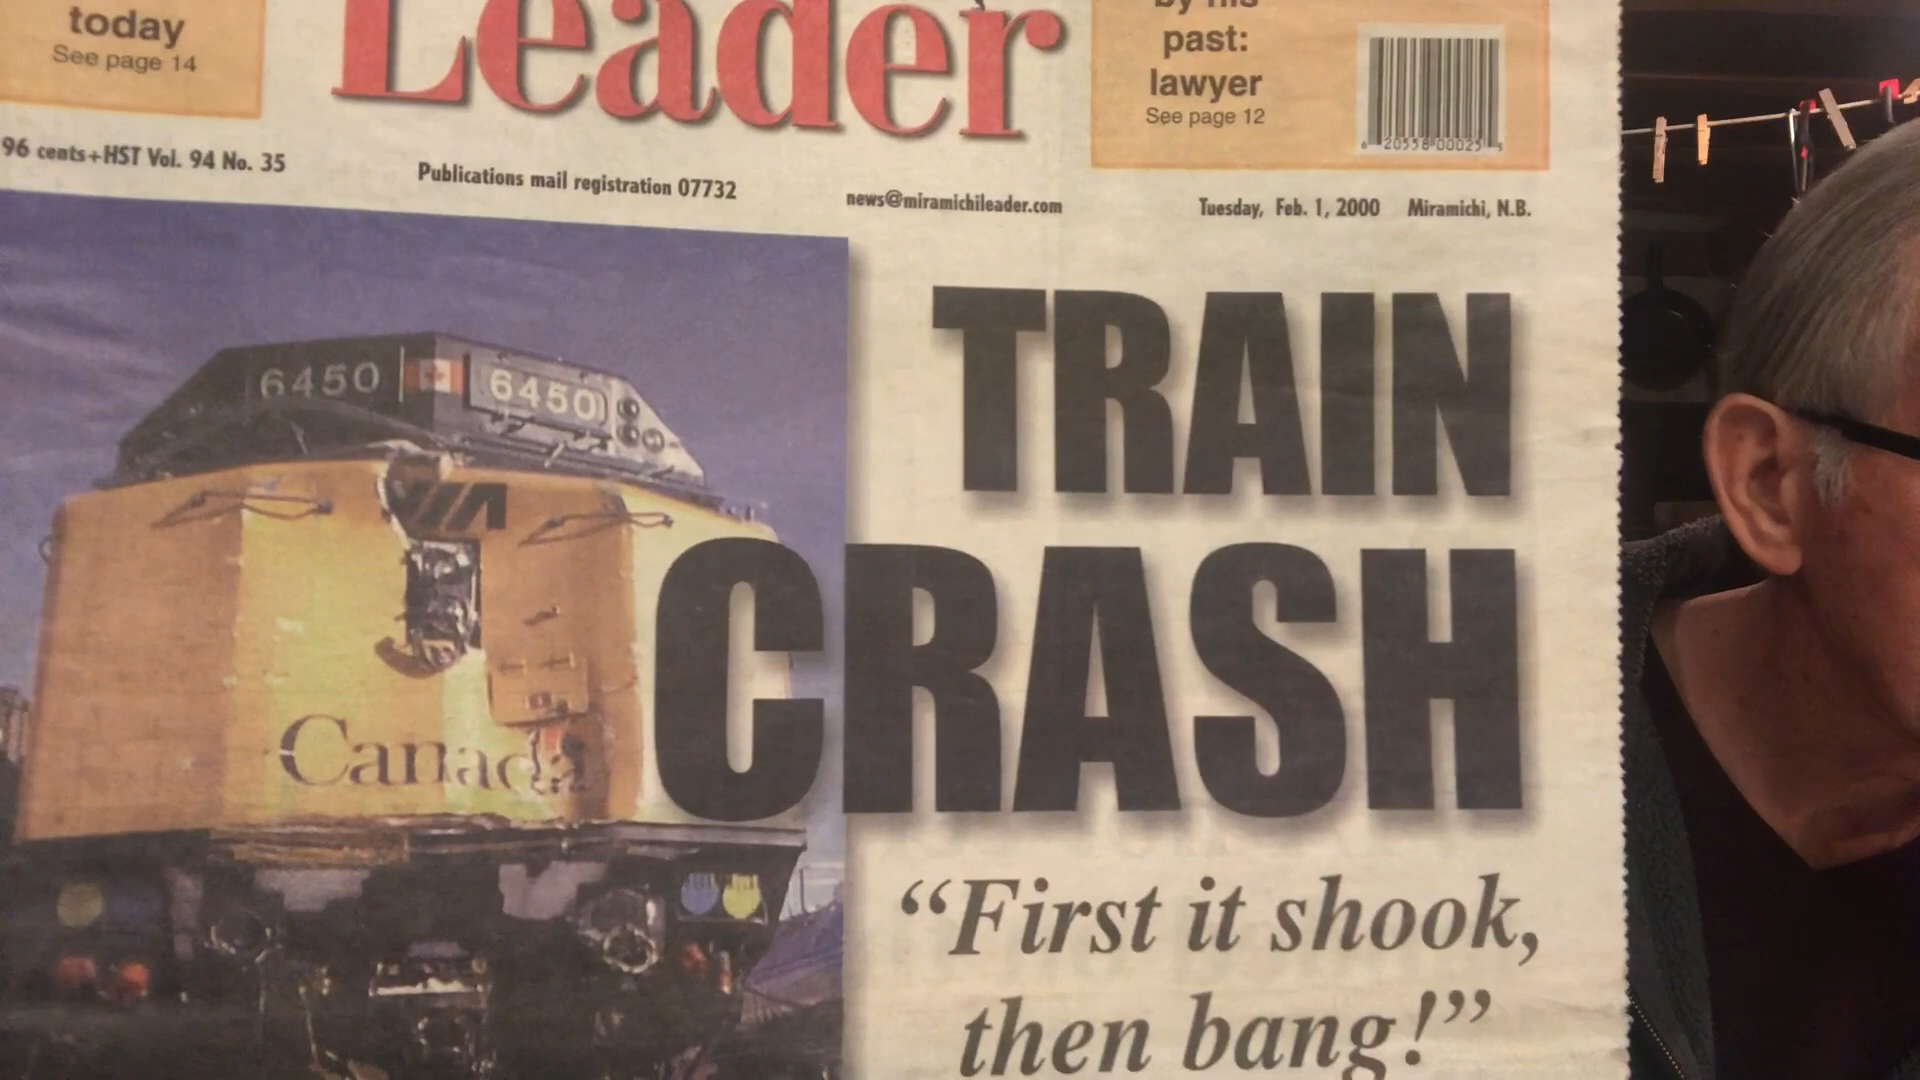 today
See page 14
Leader
past:
lawyer
See page 12
96 cents+HST Vol. 94 No. 35
Publications mail registration 07732
news@miramichileader.com
Tuesday, Feb. 1, 2000 Miramichi, N.B.
6450 6450
VIA
Canada
TRAIN
CRASH
“First it shook,
then bang!”